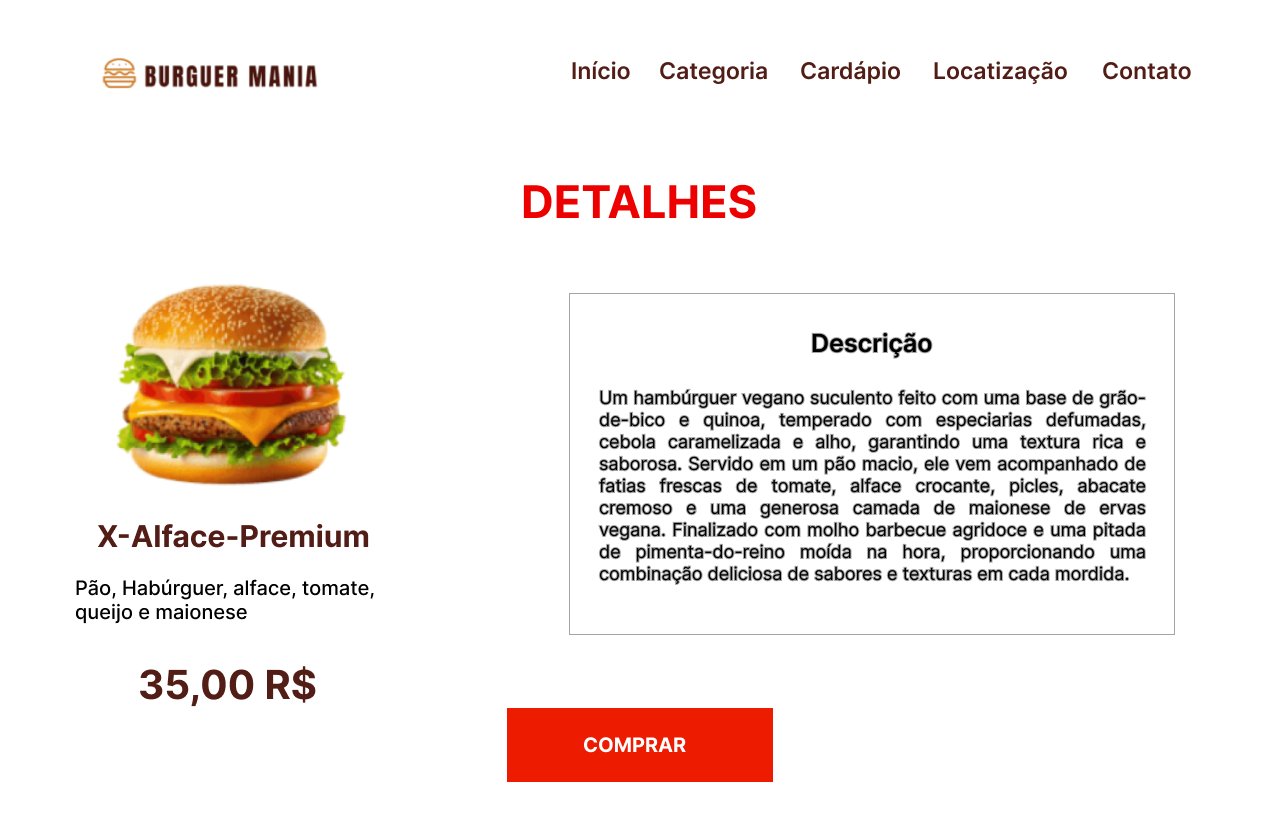 BURGUER MANIA
Início Categoria Cardápio Locatização Contato
DETALHES
X-Alface-Premium
Pão, Habúrguer, alface, tomate,
queijo e maionese
35,00 R$
Descrição
Um hambúrguer vegano suculento feito com uma base de grão-
de-bico e quinoa, temperado com especiarias defumadas,
cebola caramelizada e alho, garantindo uma textura rica e
saborosa. Servido em um pão macio, ele vem acompanhado de
fatias frescas de tomate, alface crocante, picles, abacate
cremoso e uma generosa camada de maionese de ervas
vegana. Finalizado com molho barbecue agridoce e uma pitada
de pimenta-do-reino moída na hora, proporcionando uma
combinação deliciosa de sabores e texturas em cada mordida.
COMPRAR